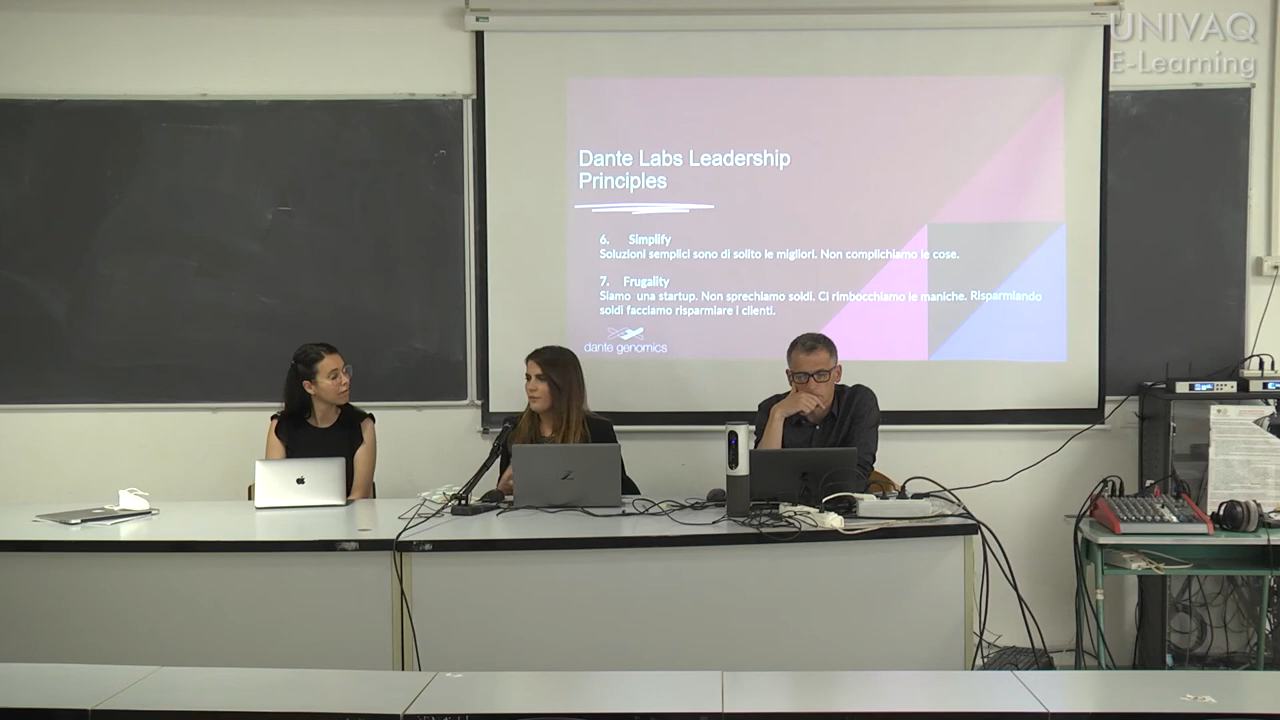 UNIVAQ
E-Learning
Dante Labs Leadership
Principles
6. Simplify
Soluzioni semplici sono di solito le migliori. Non complichiamo le cose.
7. Frugality
Siamo una startup. Non sprechiamo soldi. Ci rimbocchiamo le maniche. Risparmiando
soldi facciamo risparmiare i clienti.
dante genomics